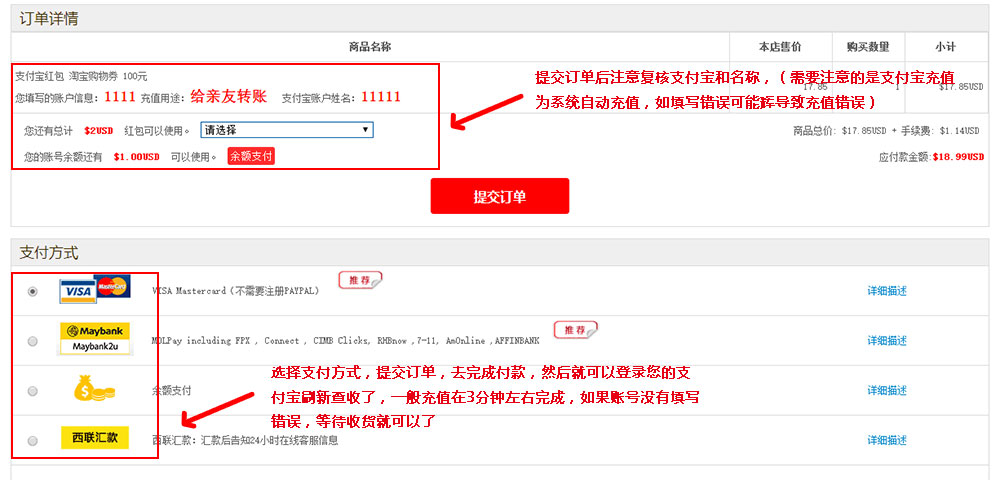 订单详情
商品名称 本店售价 购买数量 小计
支付宝红包 淘宝购物券 100元
17.85 1 $17.85USD
您填写的账户信息：1111 充值用途：给亲友转账 支付宝账户姓名：11111
提交订单后注意复核支付宝和名称，（需要注意的是支付宝充值
为系统自动充值，如填写错误可能库导致充值错误）
您还有总计 $2USD 红包可以使用。 请选择
商品总价: $17.85USD + 手续费: $1.14USD
您的账号余额还有 $1.00USD 可以使用。 余额支付
应付款金额:$18.99USD
提交订单
支付方式
VISA MasterCard VISA Mastercard（不需要注册PAYPAL） 推荐 详细描述
Maybank
Maybank2u
MOLPay including FPX , Connect , CIMB Clicks, RHBnow ,7-11, AmOnline ,AFFINBANK 推荐 详细描述
余额支付 详细描述
选择支付方式，提交订单，去完成付款，然后就可以登录您的支
付宝刷新查收了，一般充值在3分钟左右完成，如果账号没有填写
错误，等待收货就可以了
西联汇款 西联汇款：汇款后告知24小时在线客服信息 详细描述